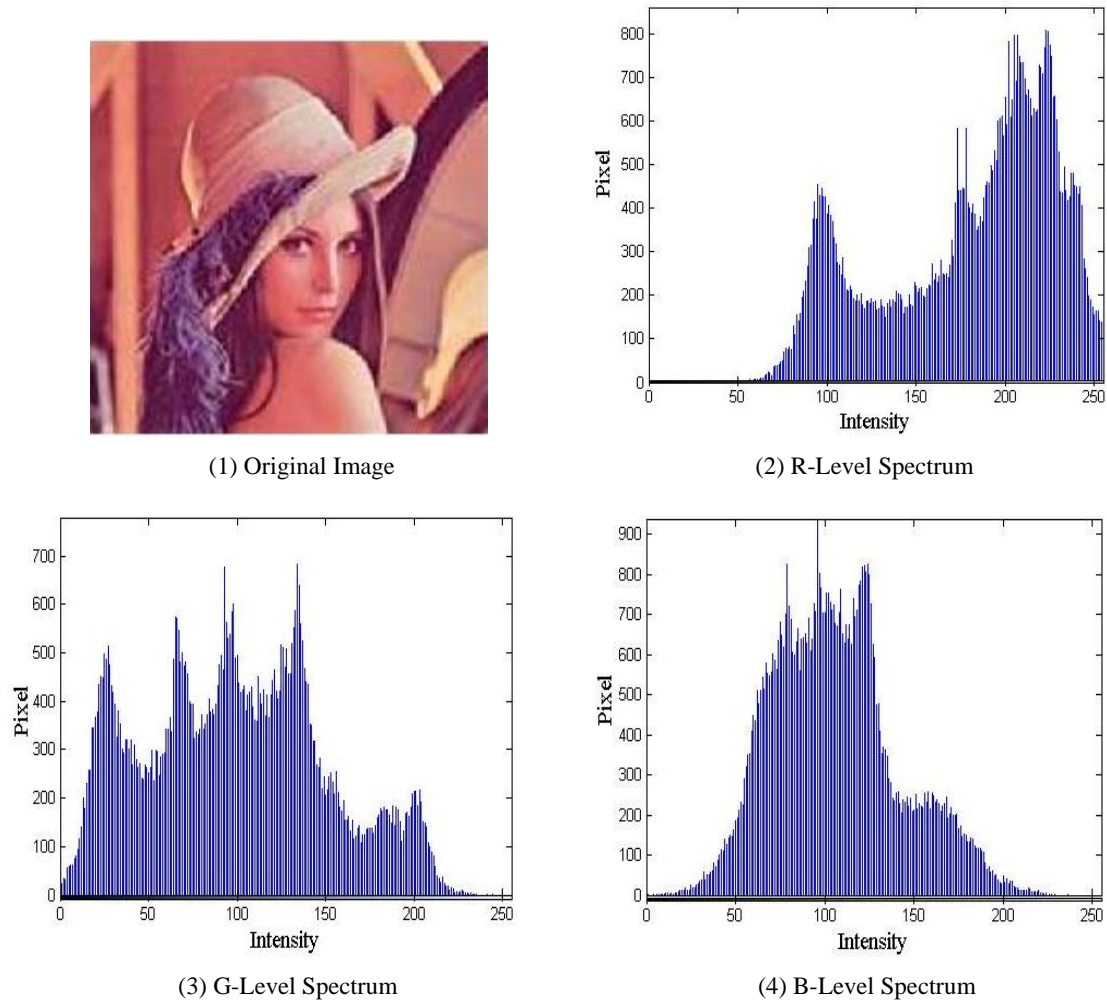 800
700
600
500
400
300
200
100
0
Pixel
0 50 100 150 200 250
Intensity
(1) Original Image
(2) R-Level Spectrum
700
600
500
400
300
200
100
0
Pixel
0 50 100 150 200 250
Intensity
900
800
700
600
500
400
300
200
100
0
Pixel
0 50 100 150 200 250
Intensity
(3) G-Level Spectrum
(4) B-Level Spectrum